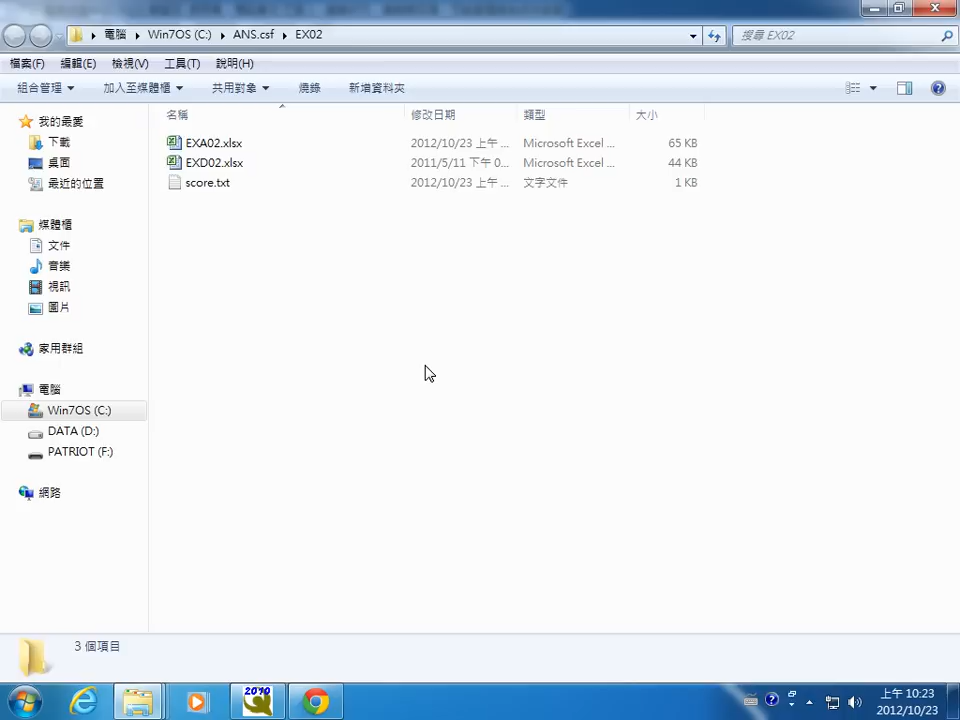 電腦 ▸ Win7OS (C:) ▸ ANS.csf ▸ EX02
搜尋 EX02
檔案(F) 編輯(E) 檢視(V) 工具(T) 說明(H)
組合管理 加入至媒體櫃 共用對象 燒錄 新增資料夾
名稱 修改日期 類型 大小
EXA02.xlsx 2012/10/23 上午 ... Microsoft Excel ... 65 KB
EXD02.xlsx 2011/5/11 下午 0... Microsoft Excel ... 44 KB
score.txt 2012/10/23 上午 ... 文字文件 1 KB
我的最愛
下載
桌面
最近的位置
媒體櫃
文件
音樂
視訊
圖片
家用群組
電腦
Win7OS (C:)
DATA (D:)
PATRIOT (F:)
網路
3 個項目
2010
上午 10:23
2012/10/23